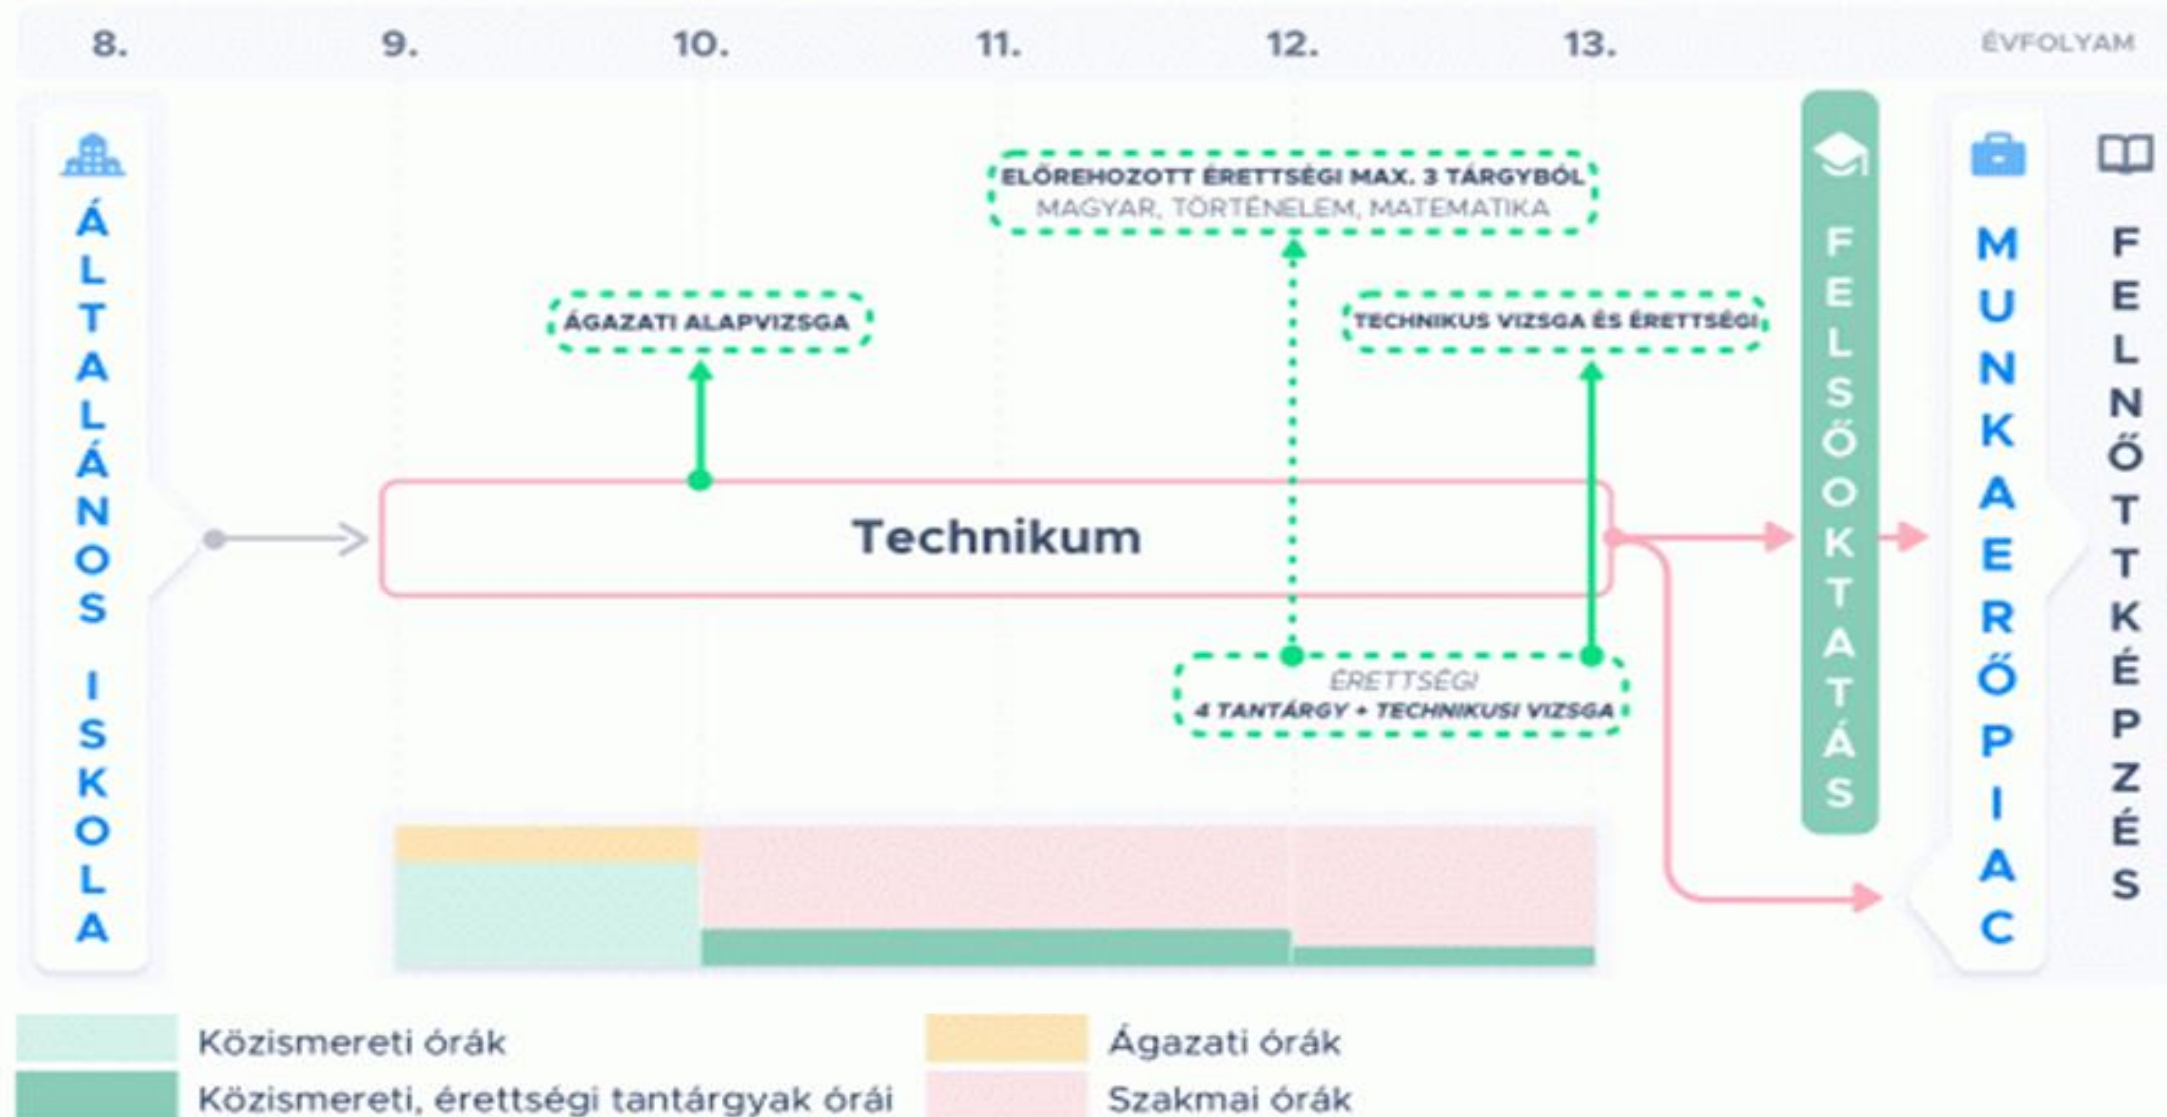 8. 9. 10. 11. 12. 13. ÉVFOLYAM
ÁLTALÁNOS ISKOLA
ELŐREHOZOTT ÉRETTSÉGI MAX. 3 TÁRGYBÓL
MAGYAR, TÖRTÉNELEM, MATEMATIKA
ÁGAZATI ALAPVIZSGA
TECHNIKUS VIZSGA ÉS ÉRETTSÉGI
Technikum
ÉRETTSÉGI
4 TANTÁRGY + TECHNIKUSI VIZSGA
FELSŐOKTATÁS
MUNKAERŐPIAC
FELNŐTTKÉPZÉS
Közismereti órák
Ágazati órák
Közismereti, érettségi tantárgyak órái
Szakmai órák